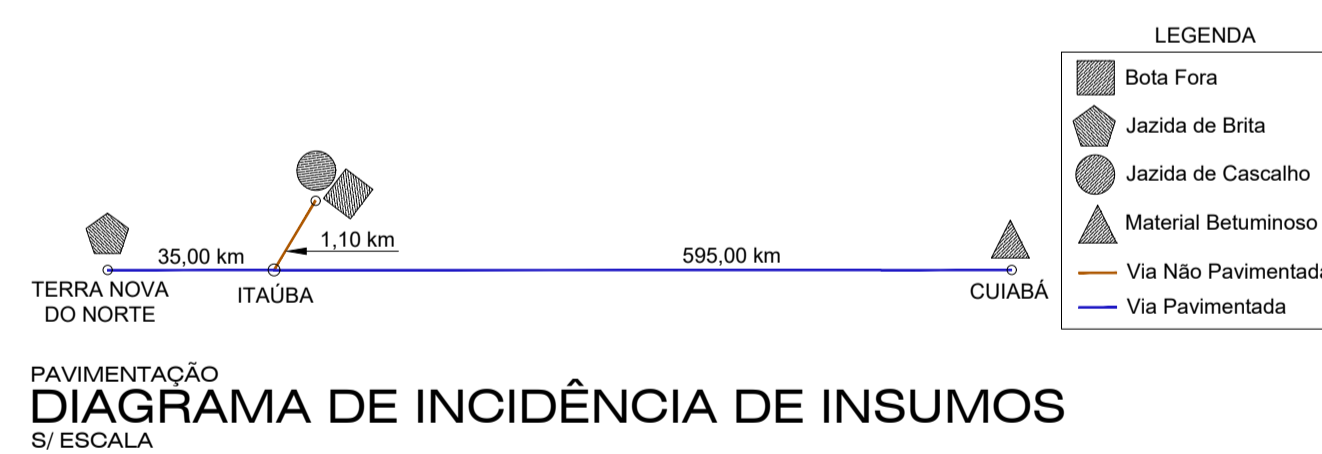 LEGENDA
Bota Fora
Jazida de Brita
Jazida de Cascalho
Material Betuminoso
Via Não Pavimentada
Via Pavimentada
35,00 km
1,10 km
595,00 km
TERRA NOVA
DO NORTE
ITAÚBA
CUIABÁ
PAVIMENTAÇÃO
DIAGRAMA DE INCIDÊNCIA DE INSUMOS
S/ ESCALA